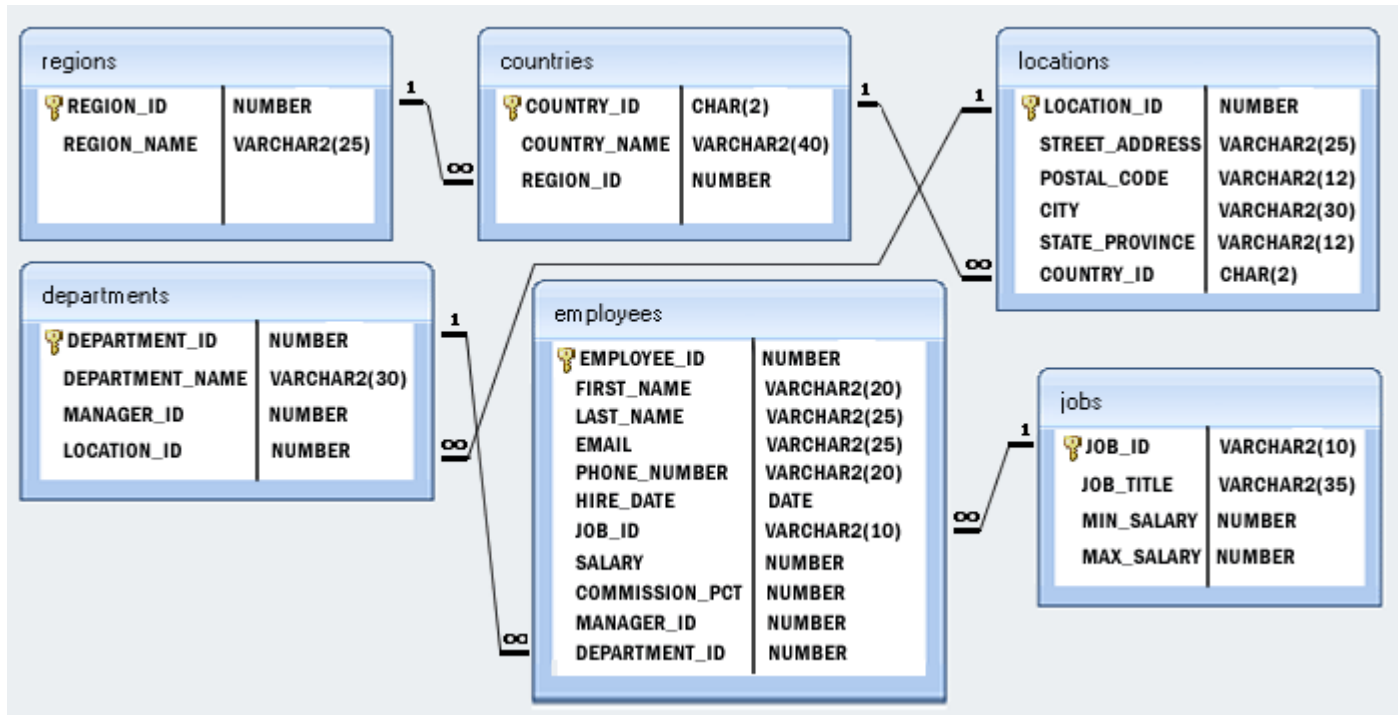 regions
REGION_ID NUMBER
REGION_NAME VARCHAR2(25)
1
∞
countries
COUNTRY_ID CHAR(2)
COUNTRY_NAME VARCHAR2(40)
REGION_ID NUMBER
1
∞
locations
LOCATION_ID NUMBER
STREET_ADDRESS VARCHAR2(25)
POSTAL_CODE VARCHAR2(12)
CITY VARCHAR2(30)
STATE_PROVINCE VARCHAR2(12)
COUNTRY_ID CHAR(2)
1
∞
departments
DEPARTMENT_ID NUMBER
DEPARTMENT_NAME VARCHAR2(30)
MANAGER_ID NUMBER
LOCATION_ID NUMBER
1
∞
employees
EMPLOYEE_ID NUMBER
FIRST_NAME VARCHAR2(20)
LAST_NAME VARCHAR2(25)
EMAIL VARCHAR2(25)
PHONE_NUMBER VARCHAR2(20)
HIRE_DATE DATE
JOB_ID VARCHAR2(10)
SALARY NUMBER
COMMISSION_PCT NUMBER
MANAGER_ID NUMBER
DEPARTMENT_ID NUMBER
∞
1
jobs
JOB_ID VARCHAR2(10)
JOB_TITLE VARCHAR2(35)
MIN_SALARY NUMBER
MAX_SALARY NUMBER